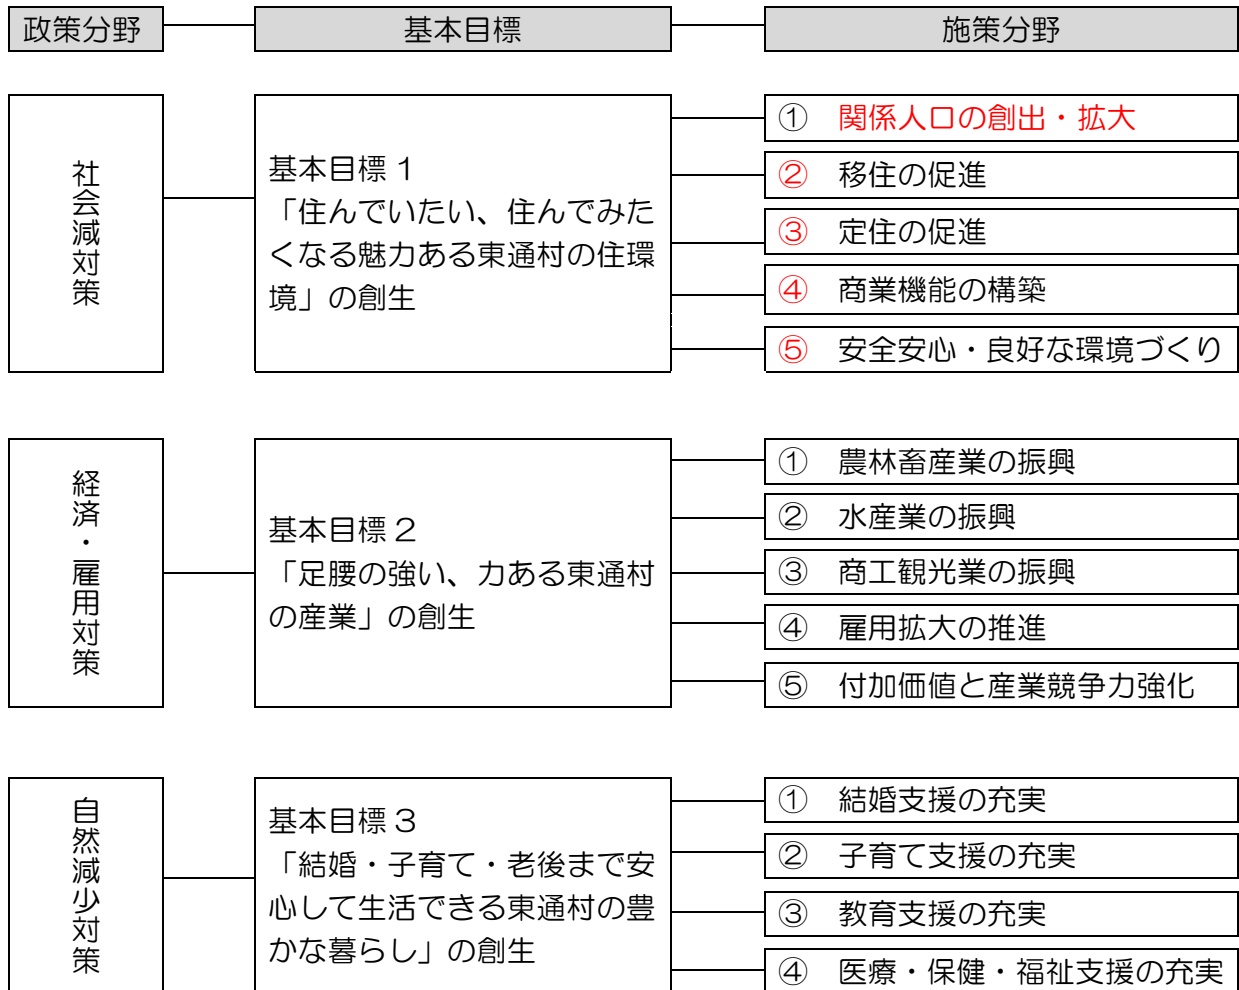 政策分野
基本目標
施策分野
社会減対策
基本目標 1
「住んでいたい、住んでみた
くなる魅力ある東通村の住環
境」の創生
① 関係人口の創出・拡大
② 移住の促進
③ 定住の促進
④ 商業機能の構築
⑤ 安全安心・良好な環境づくり
経済・雇用対策
基本目標 2
「足腰の強い、力ある東通村
の産業」の創生
① 農林畜産業の振興
② 水産業の振興
③ 商工観光業の振興
④ 雇用拡大の推進
⑤ 付加価値と産業競争力強化
自然減少対策
基本目標 3
「結婚・子育て・老後まで安
心して生活できる東通村の豊
かな暮らし」の創生
① 結婚支援の充実
② 子育て支援の充実
③ 教育支援の充実
④ 医療・保健・福祉支援の充実